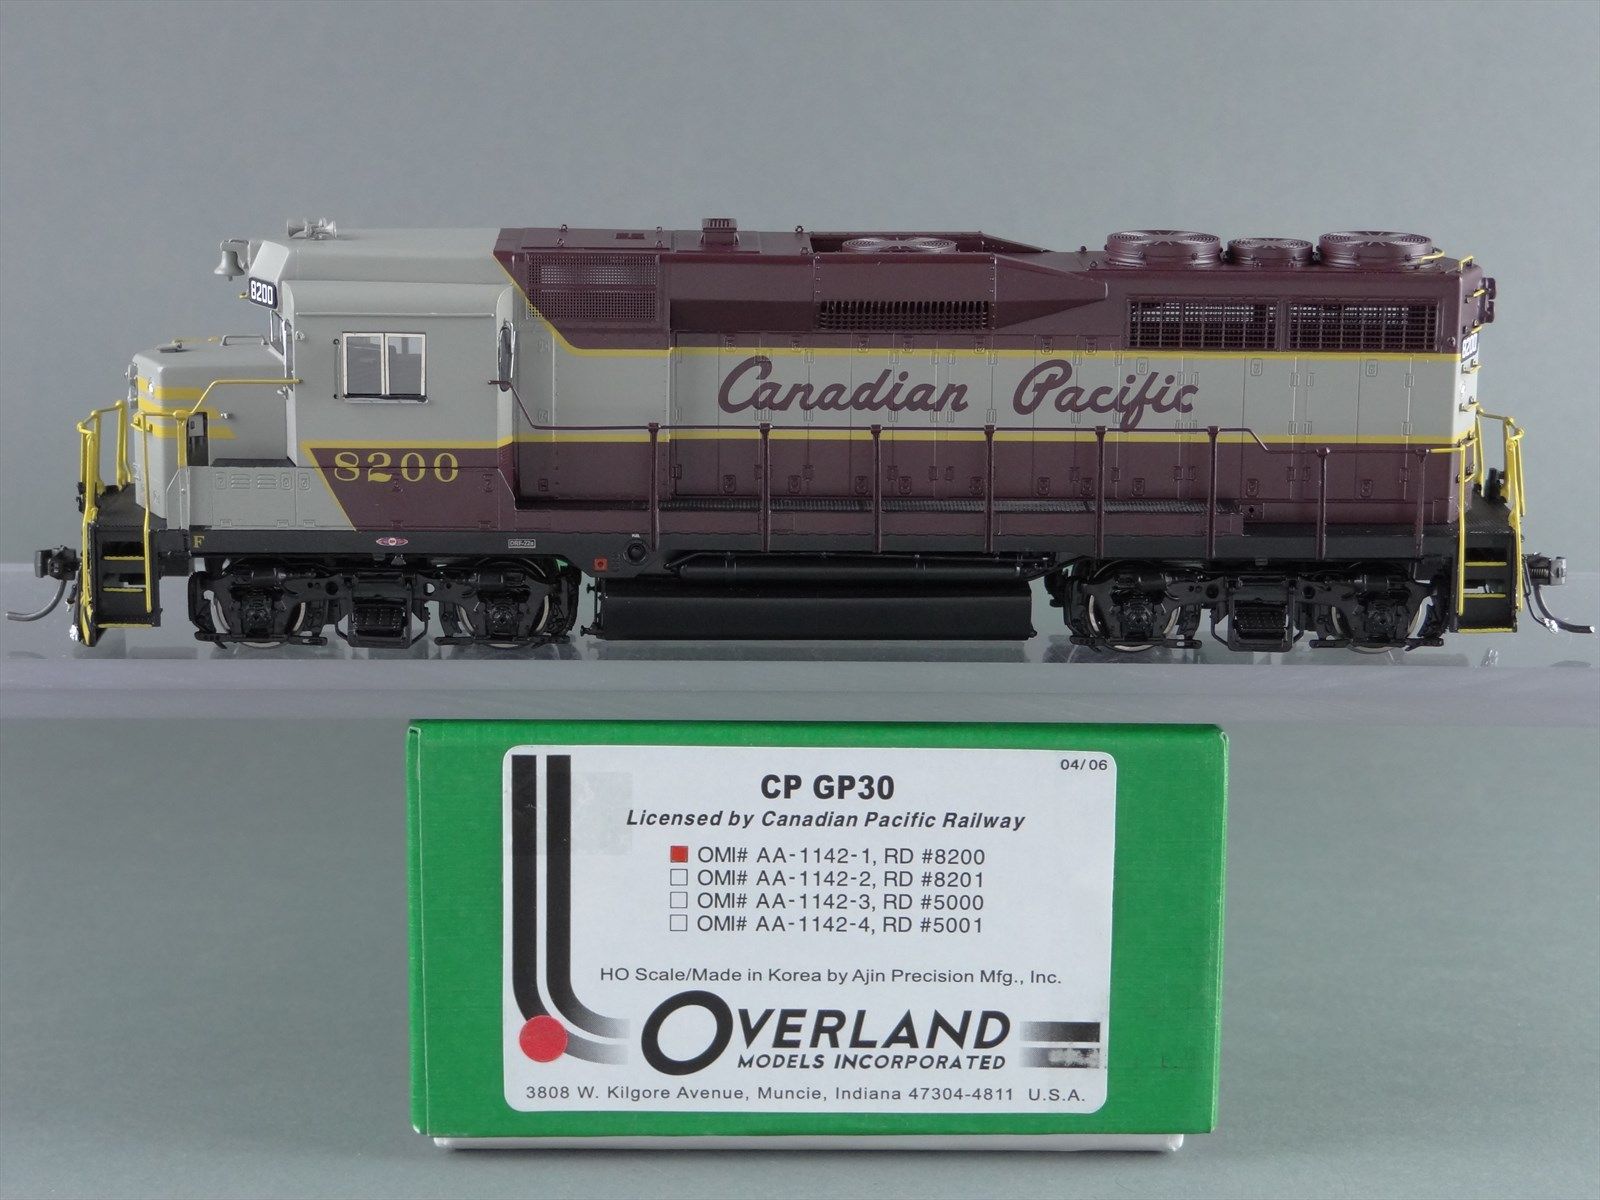 8200
8200
Canadian Pacific
8200
F
DRF-22a
04/06
CP GP30
Licensed by Canadian Pacific Railway
OMI# AA-1142-1, RD #8200
OMI# AA-1142-2, RD #8201
OMI# AA-1142-3, RD #5000
OMI# AA-1142-4, RD #5001
HO Scale/Made in Korea by Ajin Precision Mfg., Inc.
OVERLAND
MODELS INCORPORATED
3808 W. Kilgore Avenue, Muncie, Indiana 47304-4811 U.S.A.